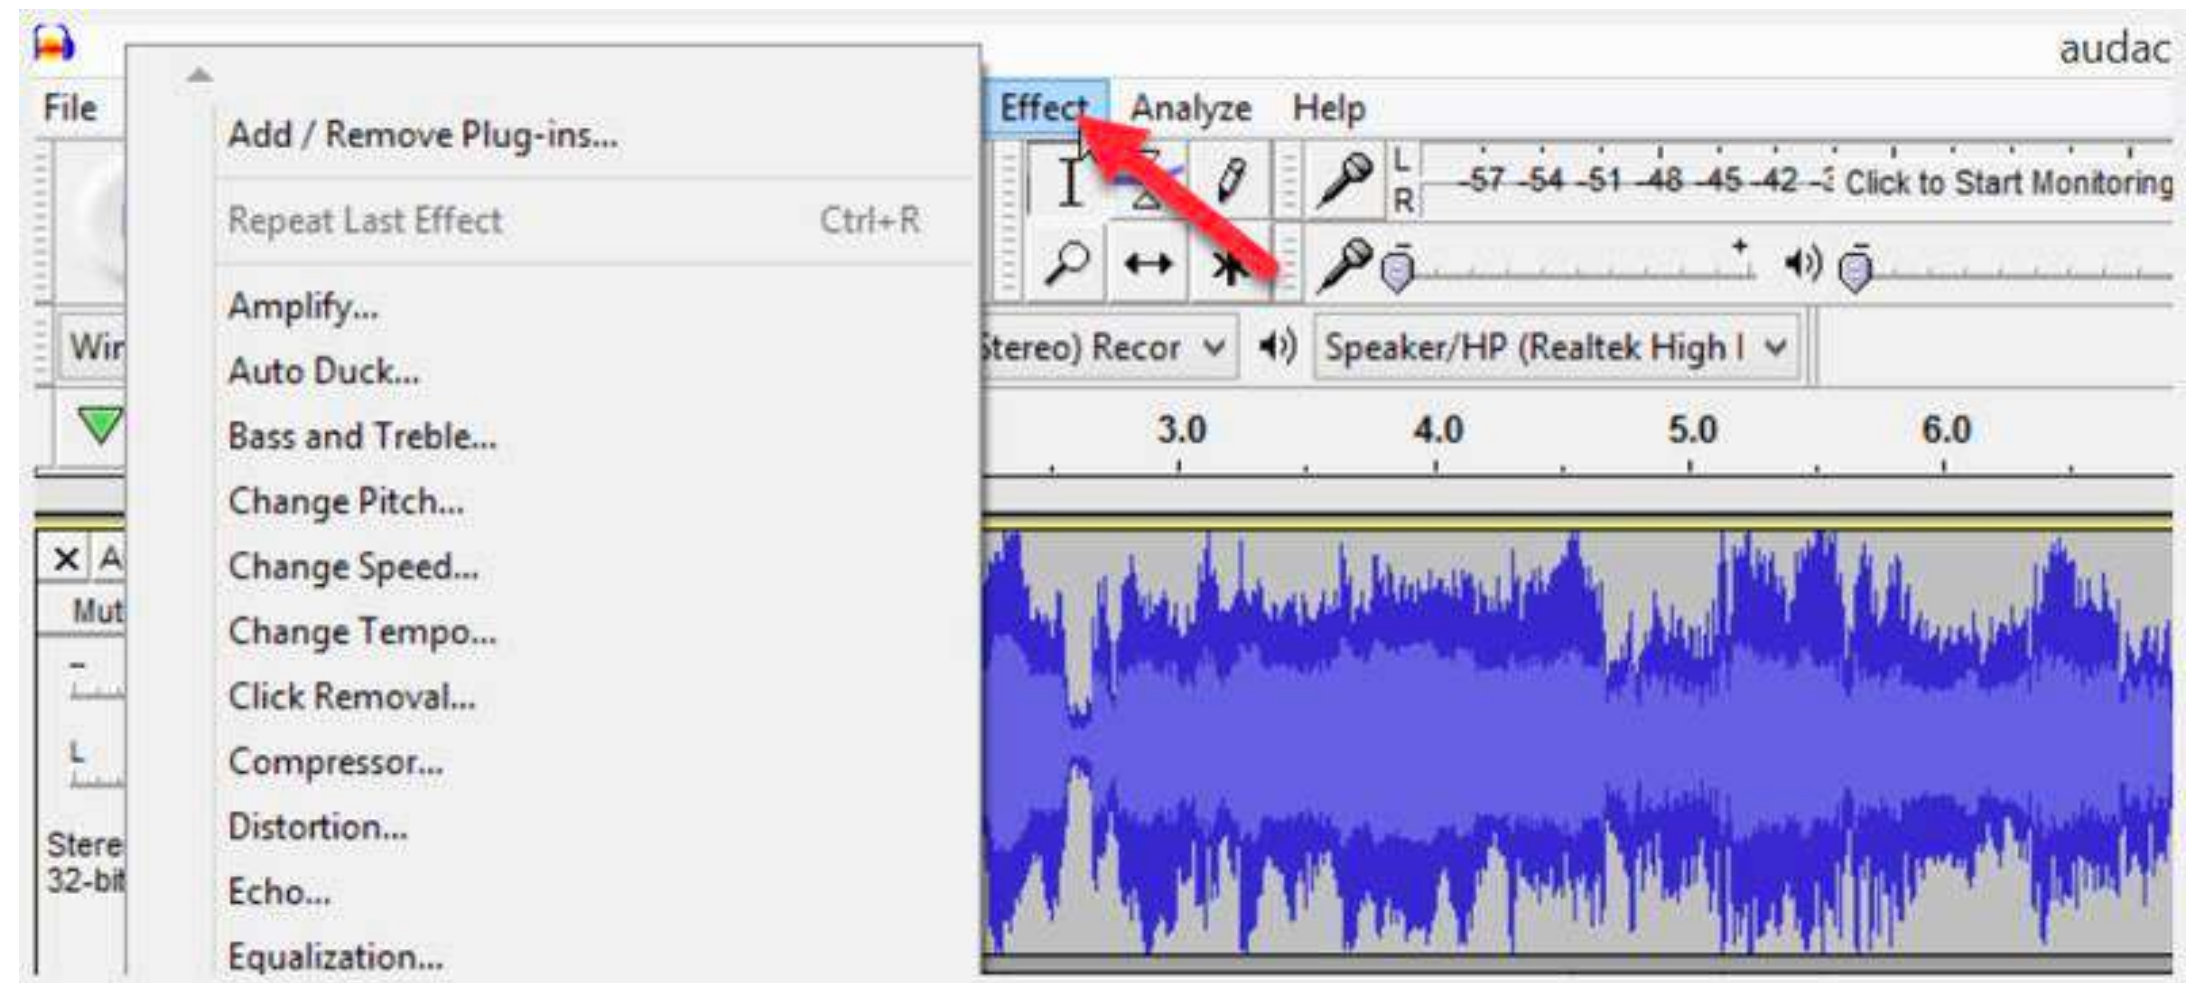 audac
File
Effect Analyze Help
Add / Remove Plug-ins...
Repeat Last Effect Ctrl+R
Amplify...
Auto Duck...
Bass and Treble...
Change Pitch...
Change Speed...
Change Tempo...
Click Removal...
Compressor...
Distortion...
Echo...
Equalization...
L
R
-57 -54 -51 -48 -45 -42 -3 Click to Start Monitoring
- + -
Win
Stereo) Recor
Speaker/HP (Realtek High
3.0 4.0 5.0 6.0
X A
Mut
-
L
Stere
32-bit